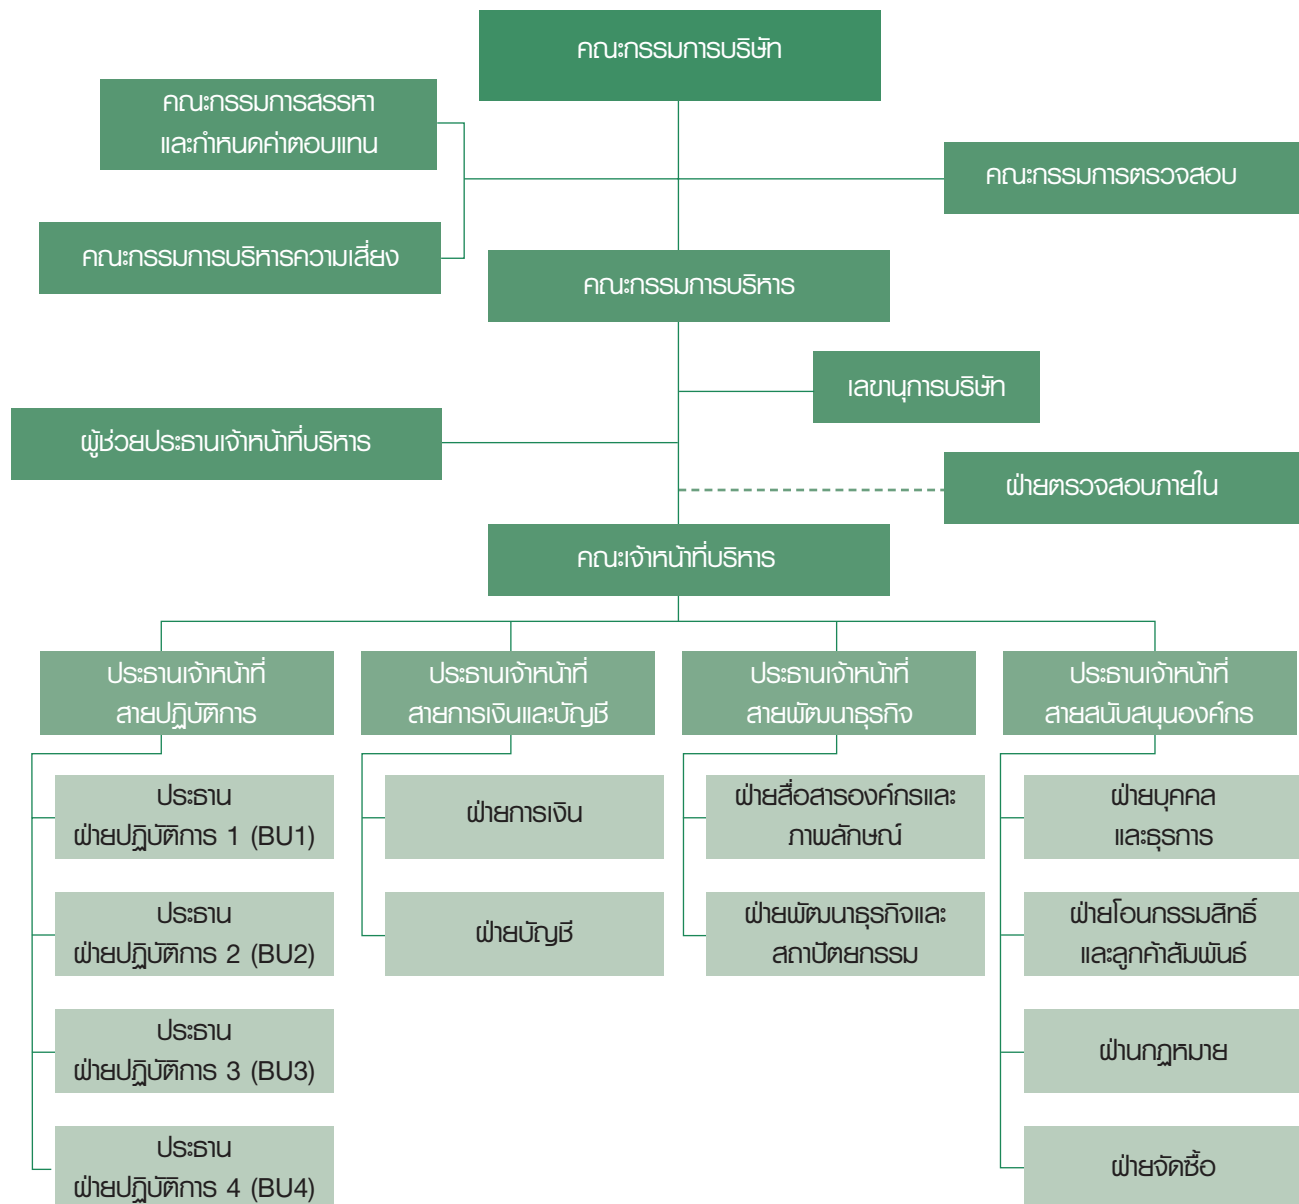 คณะกรรมการบริษัท
คณะกรรมการสรรหา
และกำหนดค่าตอบแทน
คณะกรรมการตรวจสอบ
คณะกรรมการบริหารความเสี่ยง
คณะกรรมการบริหาร
เลขานุการบริษัท
ผู้ช่วยประธานเจ้าหน้าที่บริหาร
ฝ่ายตรวจสอบภายใน
คณะเจ้าหน้าที่บริหาร
ประธานเจ้าหน้าที่
สายปฏิบัติการ
ประธาน
ฝ่ายปฏิบัติการ 1 (BU1)
ประธาน
ฝ่ายปฏิบัติการ 2 (BU2)
ประธาน
ฝ่ายปฏิบัติการ 3 (BU3)
ประธาน
ฝ่ายปฏิบัติการ 4 (BU4)
ประธานเจ้าหน้าที่
สายการเงินและบัญชี
ฝ่ายการเงิน
ฝ่ายบัญชี
ประธานเจ้าหน้าที่
สายพัฒนาธุรกิจ
ฝ่ายสื่อสารองค์กรและ
ภาพลักษณ์
ฝ่ายพัฒนาธุรกิจและ
สถาปัตยกรรม
ประธานเจ้าหน้าที่
สายสนับสนุนองค์กร
ฝ่ายบุคคล
และธุรการ
ฝ่ายโอนกรรมสิทธิ์
และลูกค้าสัมพันธ์
ฝ่านกฎหมาย
ฝ่ายจัดซื้อ